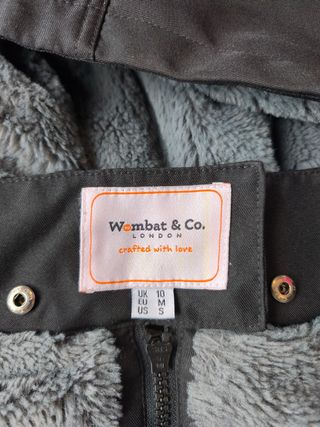 Wombat & Co.
LONDON
crafted with love
UK 10
EU M
US S